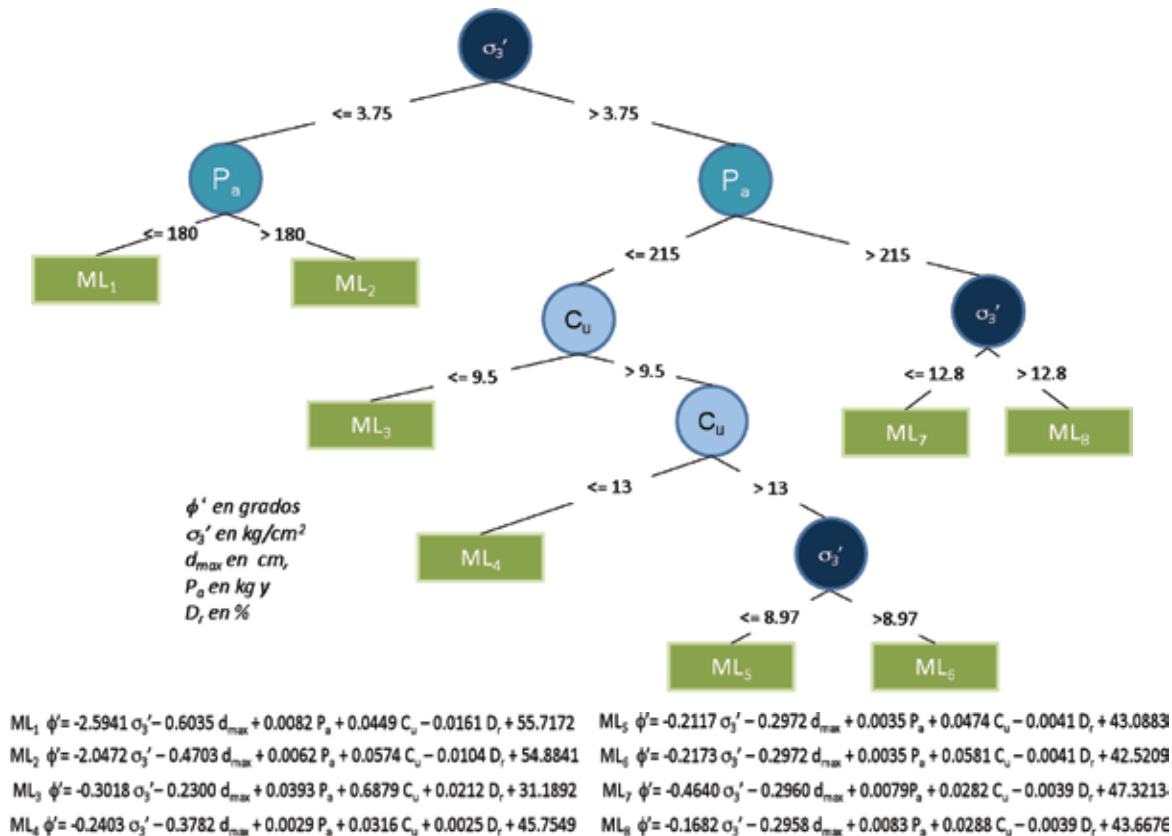 σ3′
<= 3.75 > 3.75
Pa Pa
<= 180 > 180
<= 215 > 215
ML1 ML2
Cu σ3′
<= 9.5 > 9.5
<= 12.8 > 12.8
ML3 Cu ML7 ML8
<= 13 > 13
ϕ‘ en grados
σ3′ en kg/cm2
dmax en cm,
Pa en kg y
Dr en %
ML4 σ3′
<= 8.97 >8.97
ML5 ML6
ML1 ϕ′= -2.5941 σ3′− 0.6035 dmax + 0.0082 Pa + 0.0449 Cu − 0.0161 Dr + 55.7172
ML2 ϕ′= -2.0472 σ3′− 0.4703 dmax + 0.0062 Pa + 0.0574 Cu − 0.0104 Dr + 54.8841
ML3 ϕ′= -0.3018 σ3′− 0.2300 dmax + 0.0393 Pa + 0.6879 Cu + 0.0212 Dr + 31.1892
ML4 ϕ′= -0.2403 σ3′− 0.3782 dmax + 0.0029 Pa + 0.0316 Cu + 0.0025 Dr + 45.7549
ML5 ϕ′= -0.2117 σ3′ − 0.2972 dmax + 0.0035 Pa + 0.0474 Cu − 0.0041 Dr + 43.0883
ML6 ϕ′= -0.2173 σ3′ − 0.2972 dmax + 0.0035 Pa + 0.0581 Cu − 0.0041 Dr + 42.5209
ML7 ϕ′= -0.4640 σ3′ − 0.2960 dmax + 0.0079Pa + 0.0282 Cu − 0.0039 Dr + 47.3213
ML8 ϕ′= -0.1682 σ3′ − 0.2958 dmax + 0.0083 Pa + 0.0288 Cu − 0.0039 Dr + 43.6676